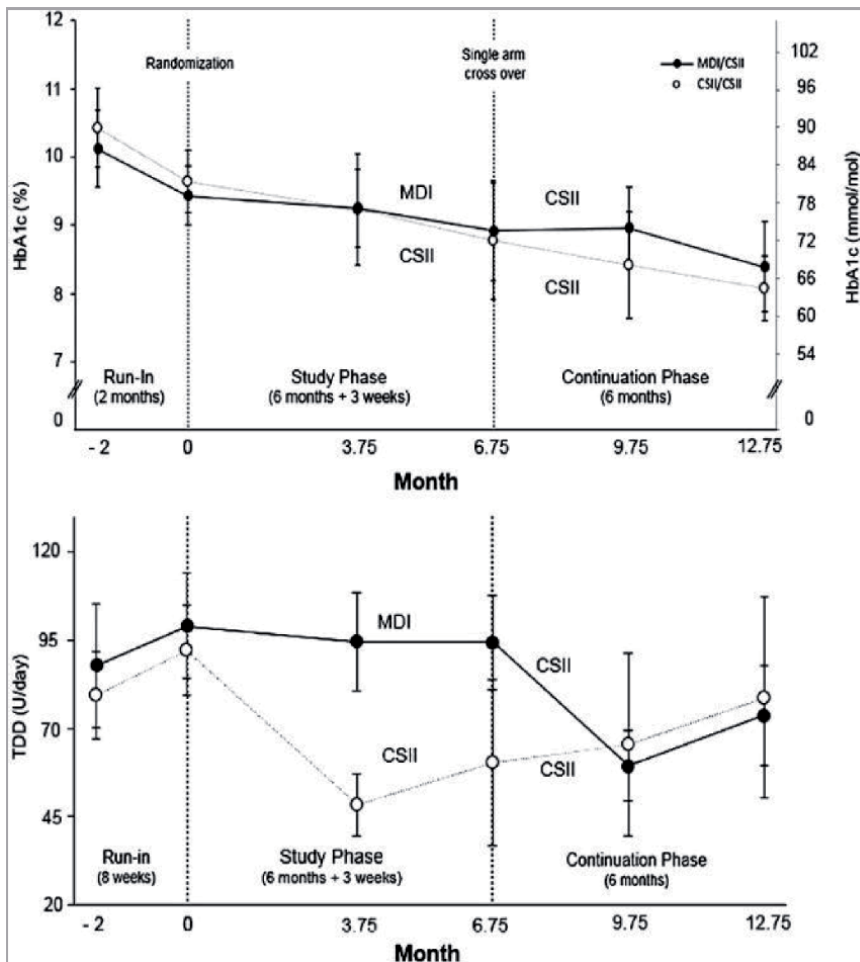 12
11
10
9
8
7
0
HbA1c (%)
Randomization
Single arm
cross over
MDI/CSII
CSII/CSII
102
96
90
84
78
72
66
60
54
0
HbA1c (mmol/mol)
MDI
CSII
CSII
CSII
Run-In
(2 months)
Study Phase
(6 months + 3 weeks)
Continuation Phase
(6 months)
- 2
0
3.75
6.75
9.75
12.75
Month
120
95
70
45
20
TDD (U/day)
MDI
CSII
CSII
CSII
Run-in
(8 weeks)
Study Phase
(6 months + 3 weeks)
Continuation Phase
(6 months)
- 2
0
3.75
6.75
9.75
12.75
Month